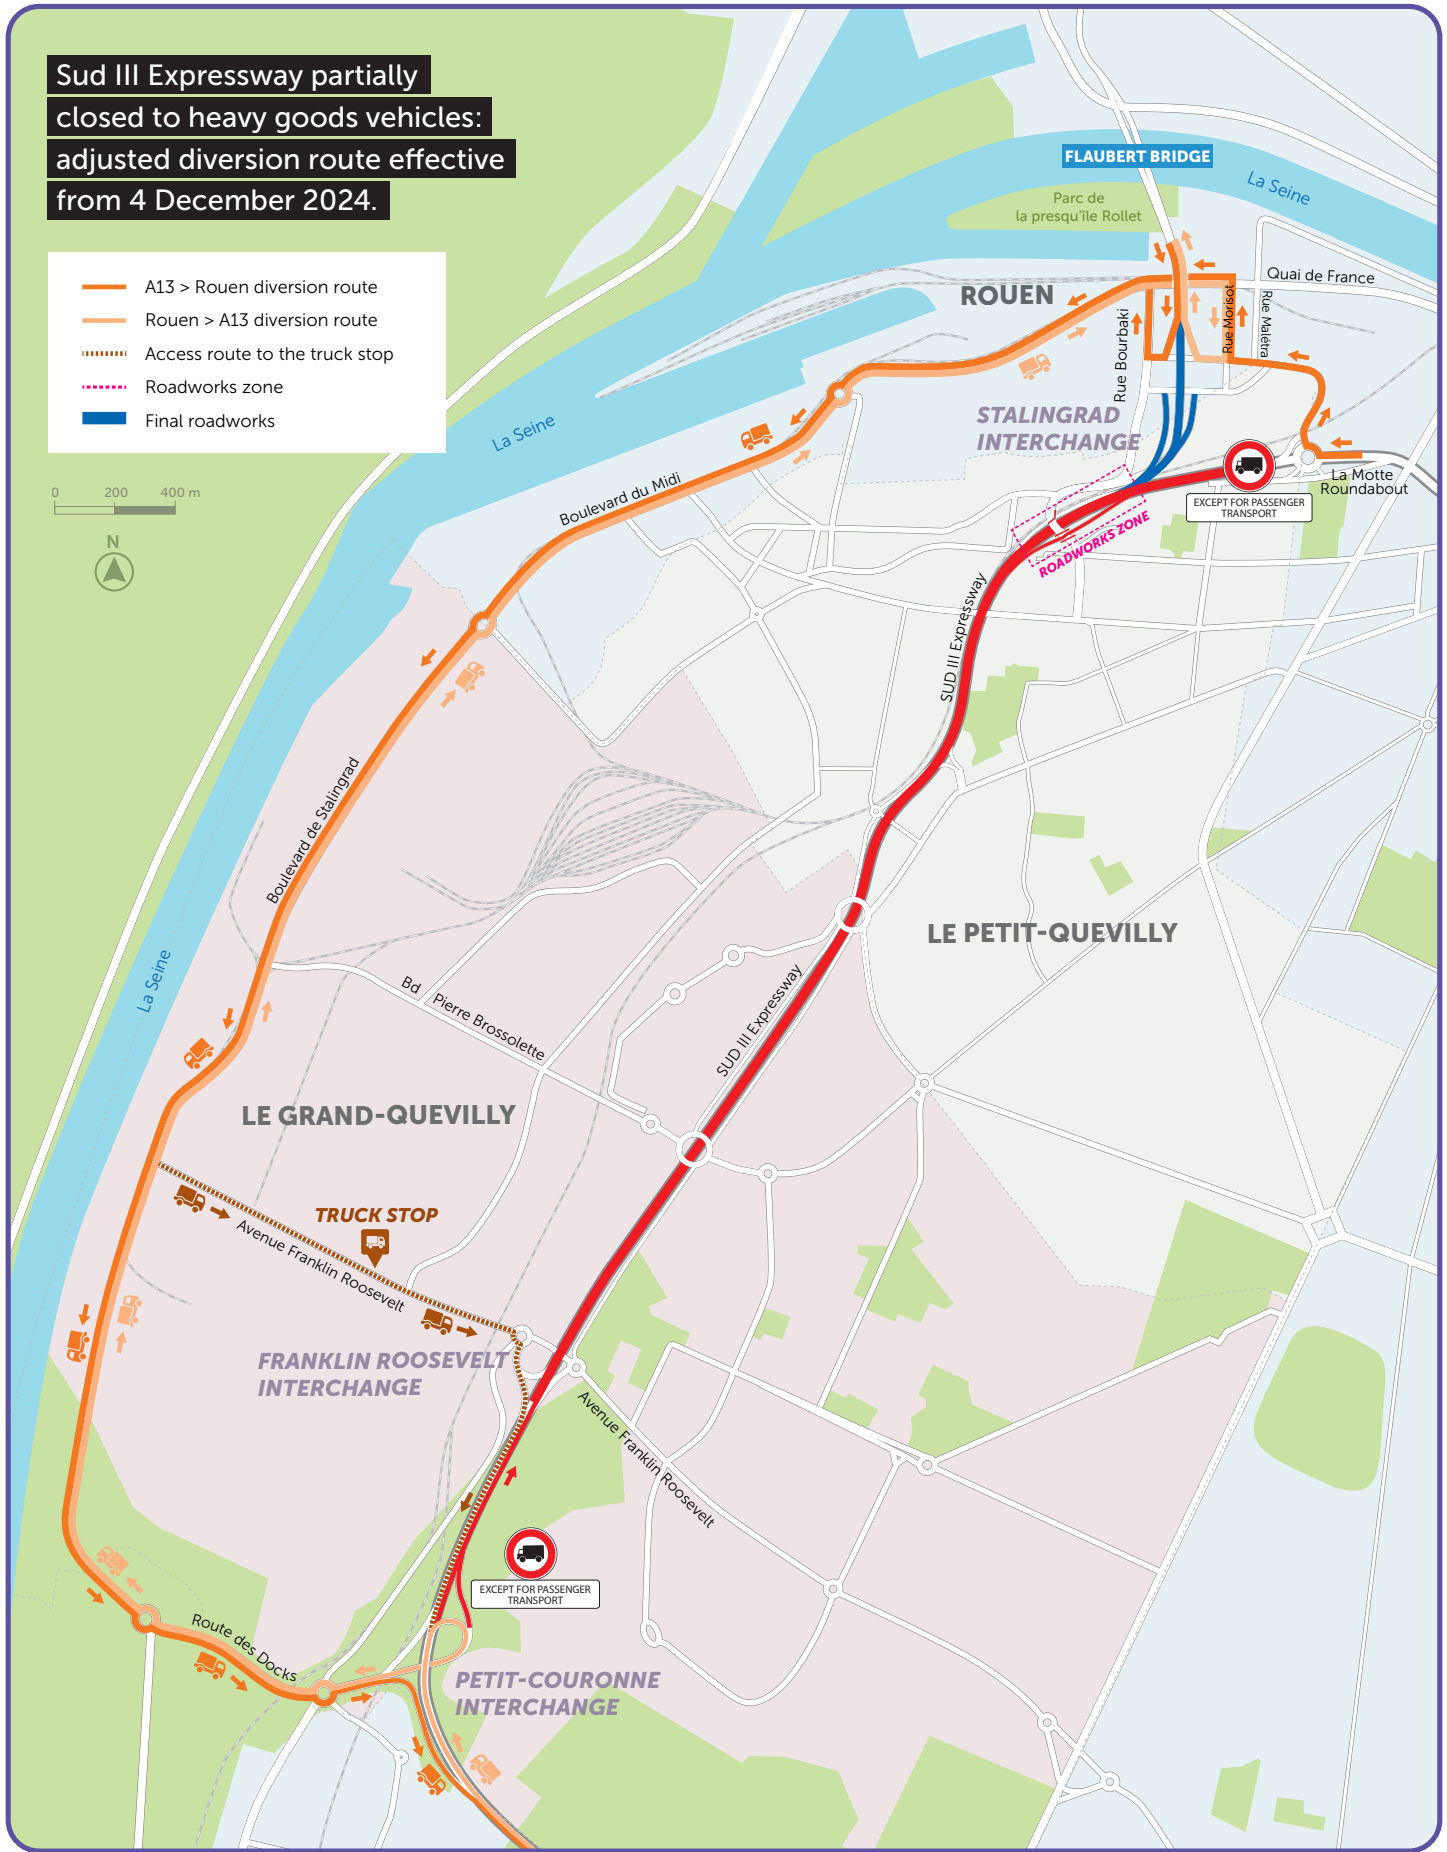 Sud III Expressway partially
closed to heavy goods vehicles:
adjusted diversion route effective
from 4 December 2024.
A13 > Rouen diversion route
Rouen > A13 diversion route
Access route to the truck stop
Roadworks zone
Final roadworks
0 200 400 m
N
FLAUBERT BRIDGE
La Seine
Parc de
la presqu'île Rollet
ROUEN
Quai de France
Rue Bourbaki
Rue Morisot
Rue Malétra
STALINGRAD
INTERCHANGE
La Seine
La Motte
Roundabout
EXCEPT FOR PASSENGER
TRANSPORT
Boulevard du Midi
ROADWORKS ZONE
SUD III Expressway
Boulevard de Stalingrad
LE PETIT-QUEVILLY
La Seine
SUD III Expressway
Bd Pierre Brossolette
LE GRAND-QUEVILLY
TRUCK STOP
Avenue Franklin Roosevelt
FRANKLIN ROOSEVELT
INTERCHANGE
Avenue Franklin Roosevelt
EXCEPT FOR PASSENGER
TRANSPORT
Route des Docks
PETIT-COURONNE
INTERCHANGE